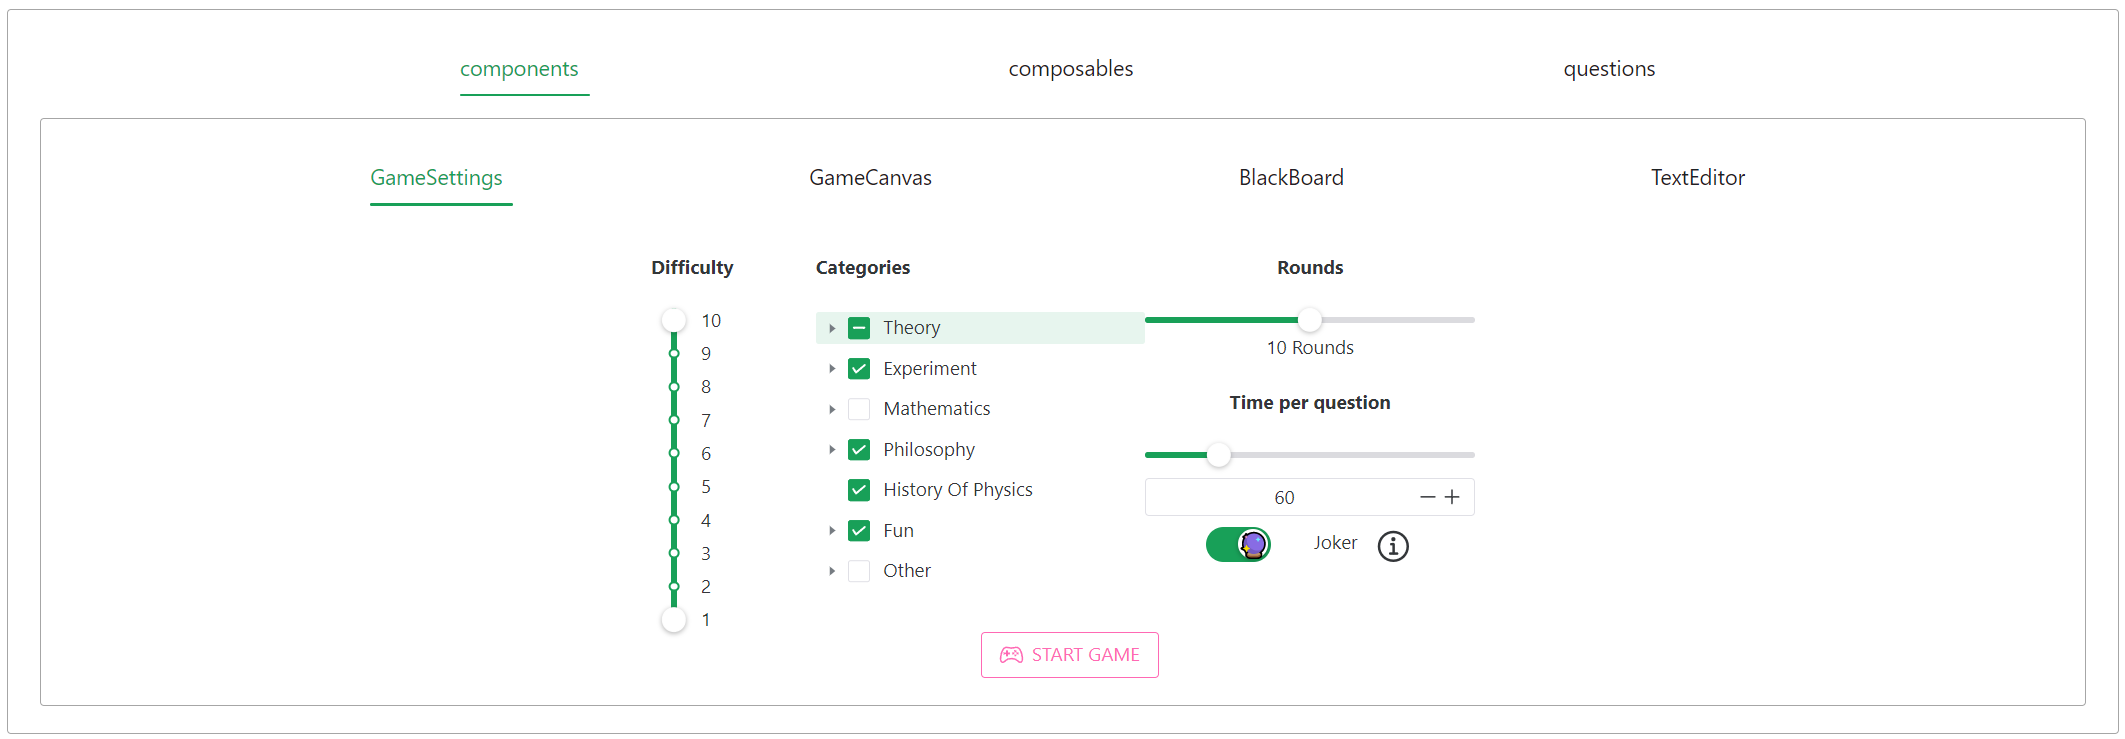 components
composables
questions
GameSettings
GameCanvas
BlackBoard
TextEditor
Difficulty
10
9
8
7
6
5
4
3
2
1
Categories
Theory
Experiment
Mathematics
Philosophy
History Of Physics
Fun
Other
Rounds
10 Rounds
Time per question
60
Joker
START GAME